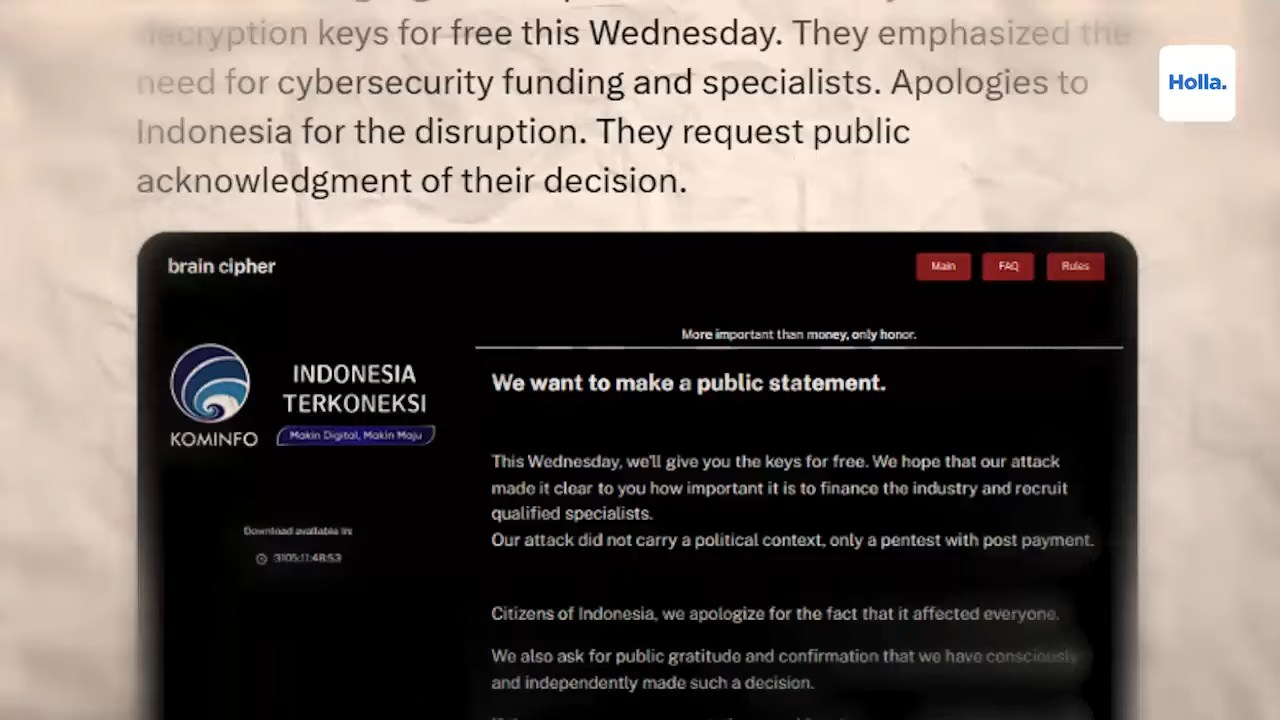 decryption keys for free this Wednesday. They emphasized the
need for cybersecurity funding and specialists. Apologies to
Indonesia for the disruption. They request public
acknowledgment of their decision.
Holla.
brain cipher
Main
FAQ
Rules
KOMINFO
INDONESIA
TERKONEKSI
Makin Digital, Makin Maju
Download available in:
3105:11:48:53
More important than money, only honor.
We want to make a public statement.
This Wednesday, we'll give you the keys for free. We hope that our attack
made it clear to you how important it is to finance the industry and recruit
qualified specialists.
Our attack did not carry a political context, only a pentest with post payment.
Citizens of Indonesia, we apologize for the fact that it affected everyone.
We also ask for public gratitude and confirmation that we have consciously
and independently made such a decision.